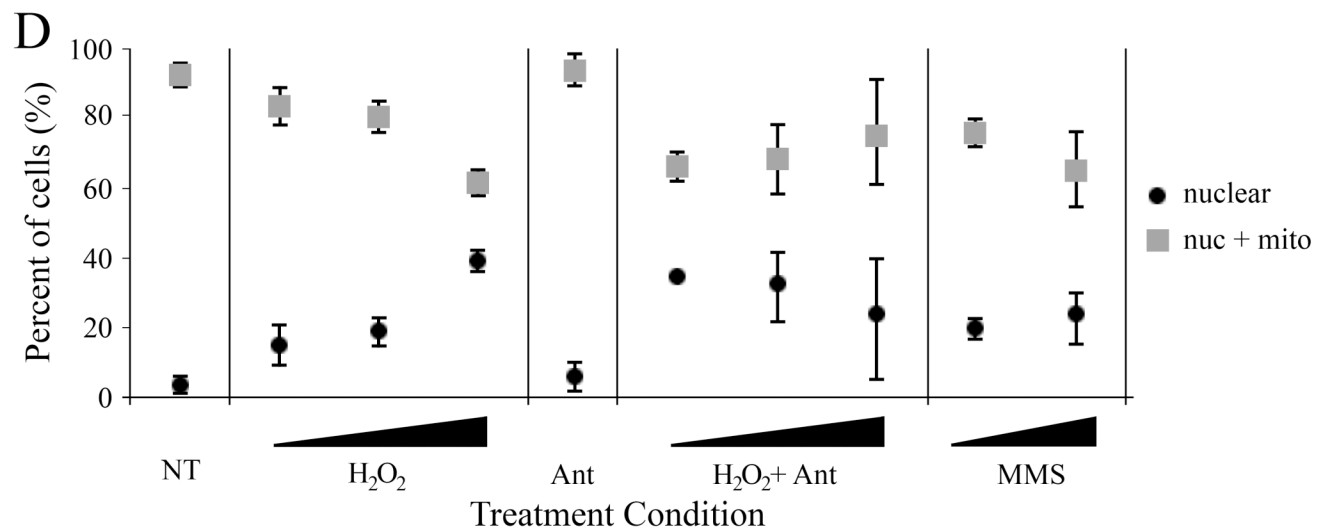 D
Percent of cells (%)
100
80
60
40
20
0
NT
H₂O₂
Ant
H₂O₂+ Ant
MMS
Treatment Condition
nuclear
nuc + mito